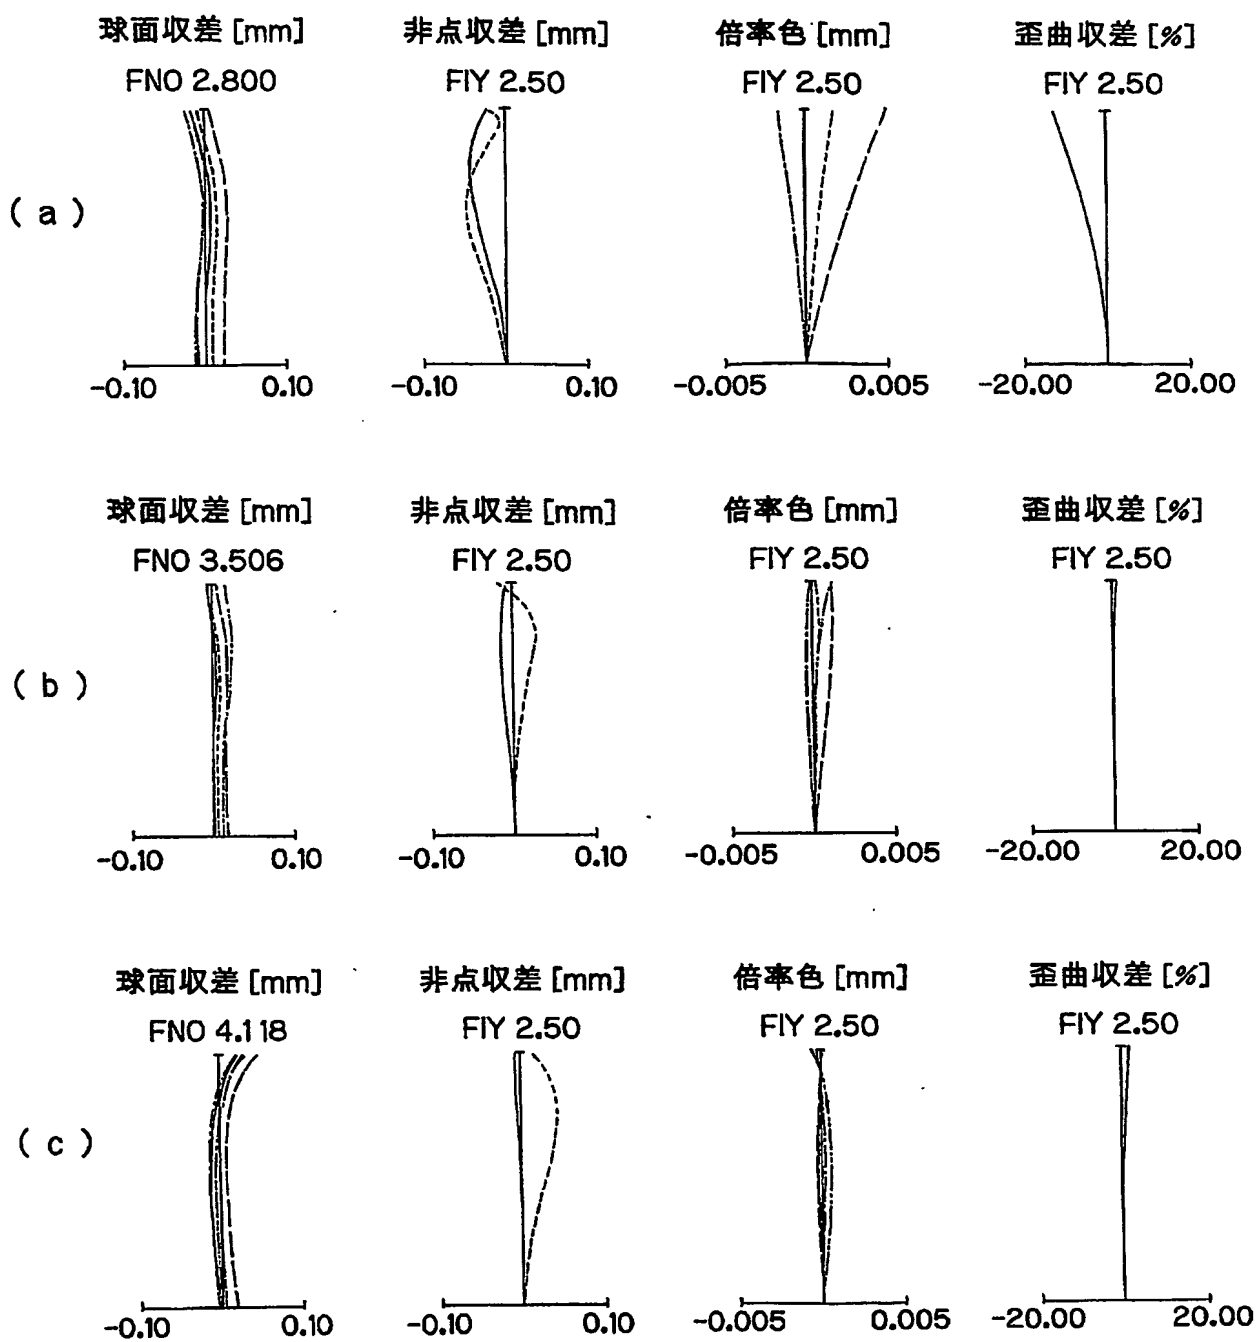 球面収差 [mm] 非点収差 [mm] 倍率色 [mm] 歪曲収差 [%]
FNO 2.800 FIY 2.50 FIY 2.50 FIY 2.50
( a )
-0.10 0.10 -0.10 0.10 -0.005 0.005 -20.00 20.00
球面収差 [mm] 非点収差 [mm] 倍率色 [mm] 歪曲収差 [%]
FNO 3.506 FIY 2.50 FIY 2.50 FIY 2.50
( b )
-0.10 0.10 -0.10 0.10 -0.005 0.005 -20.00 20.00
球面収差 [mm] 非点収差 [mm] 倍率色 [mm] 歪曲収差 [%]
FNO 4.118 FIY 2.50 FIY 2.50 FIY 2.50
( c )
-0.10 0.10 -0.10 0.10 -0.005 0.005 -20.00 20.00